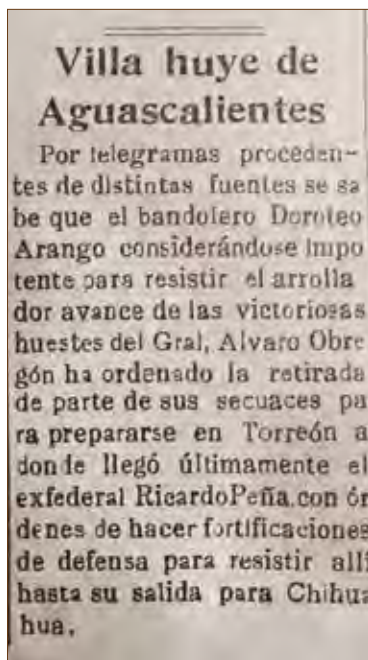 Villa huye de
Aguascalientes
Por telegramas proceden-
tes de distintas fuentes se sa
be que el bandolero Doroteo
Arango considerándose impo
tente para resistir el arrolla
dor avance de las victoriosas
huestes del Gral, Alvaro Obre
gón ha ordenado la retirada
de parte de sus secuaces pa
ra prepararse en Torreón a
donde llegó últimamente el
exfederal Ricardo Peña.con ór
denes de hacer fortificaciones
de defensa para resistir allí
hasta su salida para Chihua
hua.